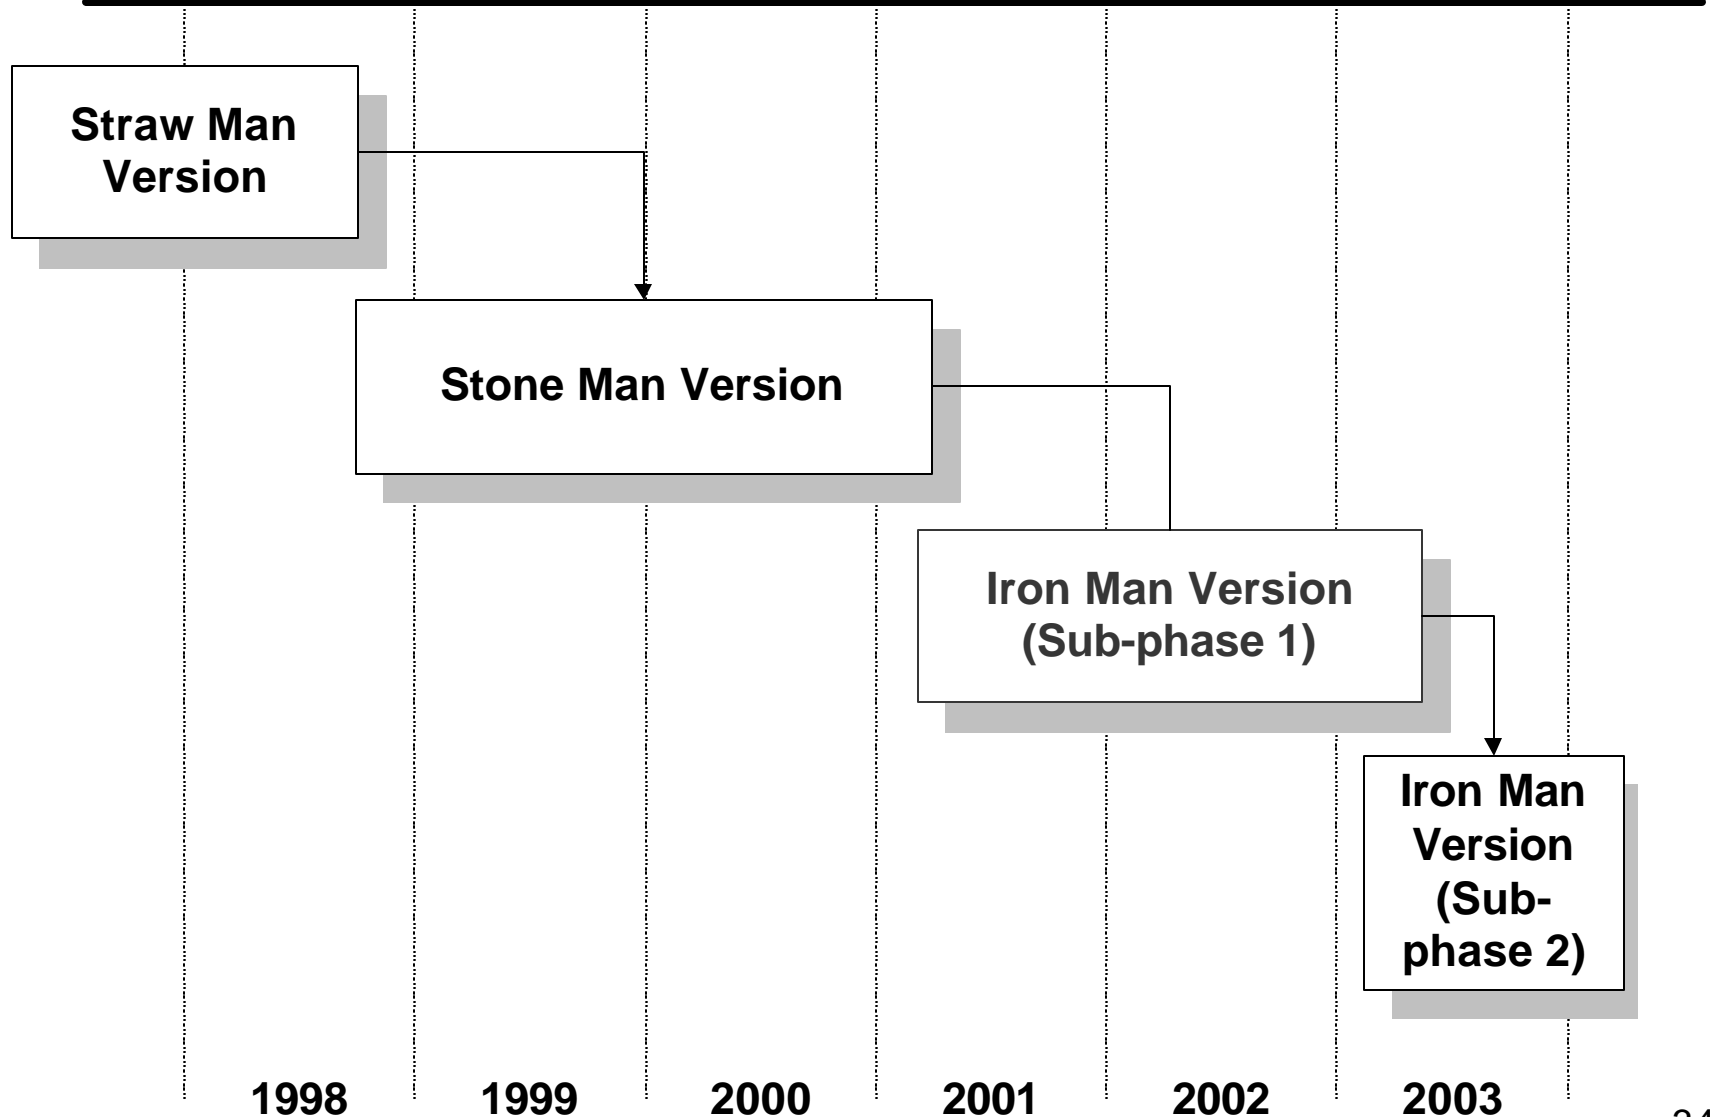 Straw Man
Version
Stone Man Version
Iron Man Version
(Sub-phase 1)
Iron Man
Version
(Sub-
phase 2)
1998 1999 2000 2001 2002 2003